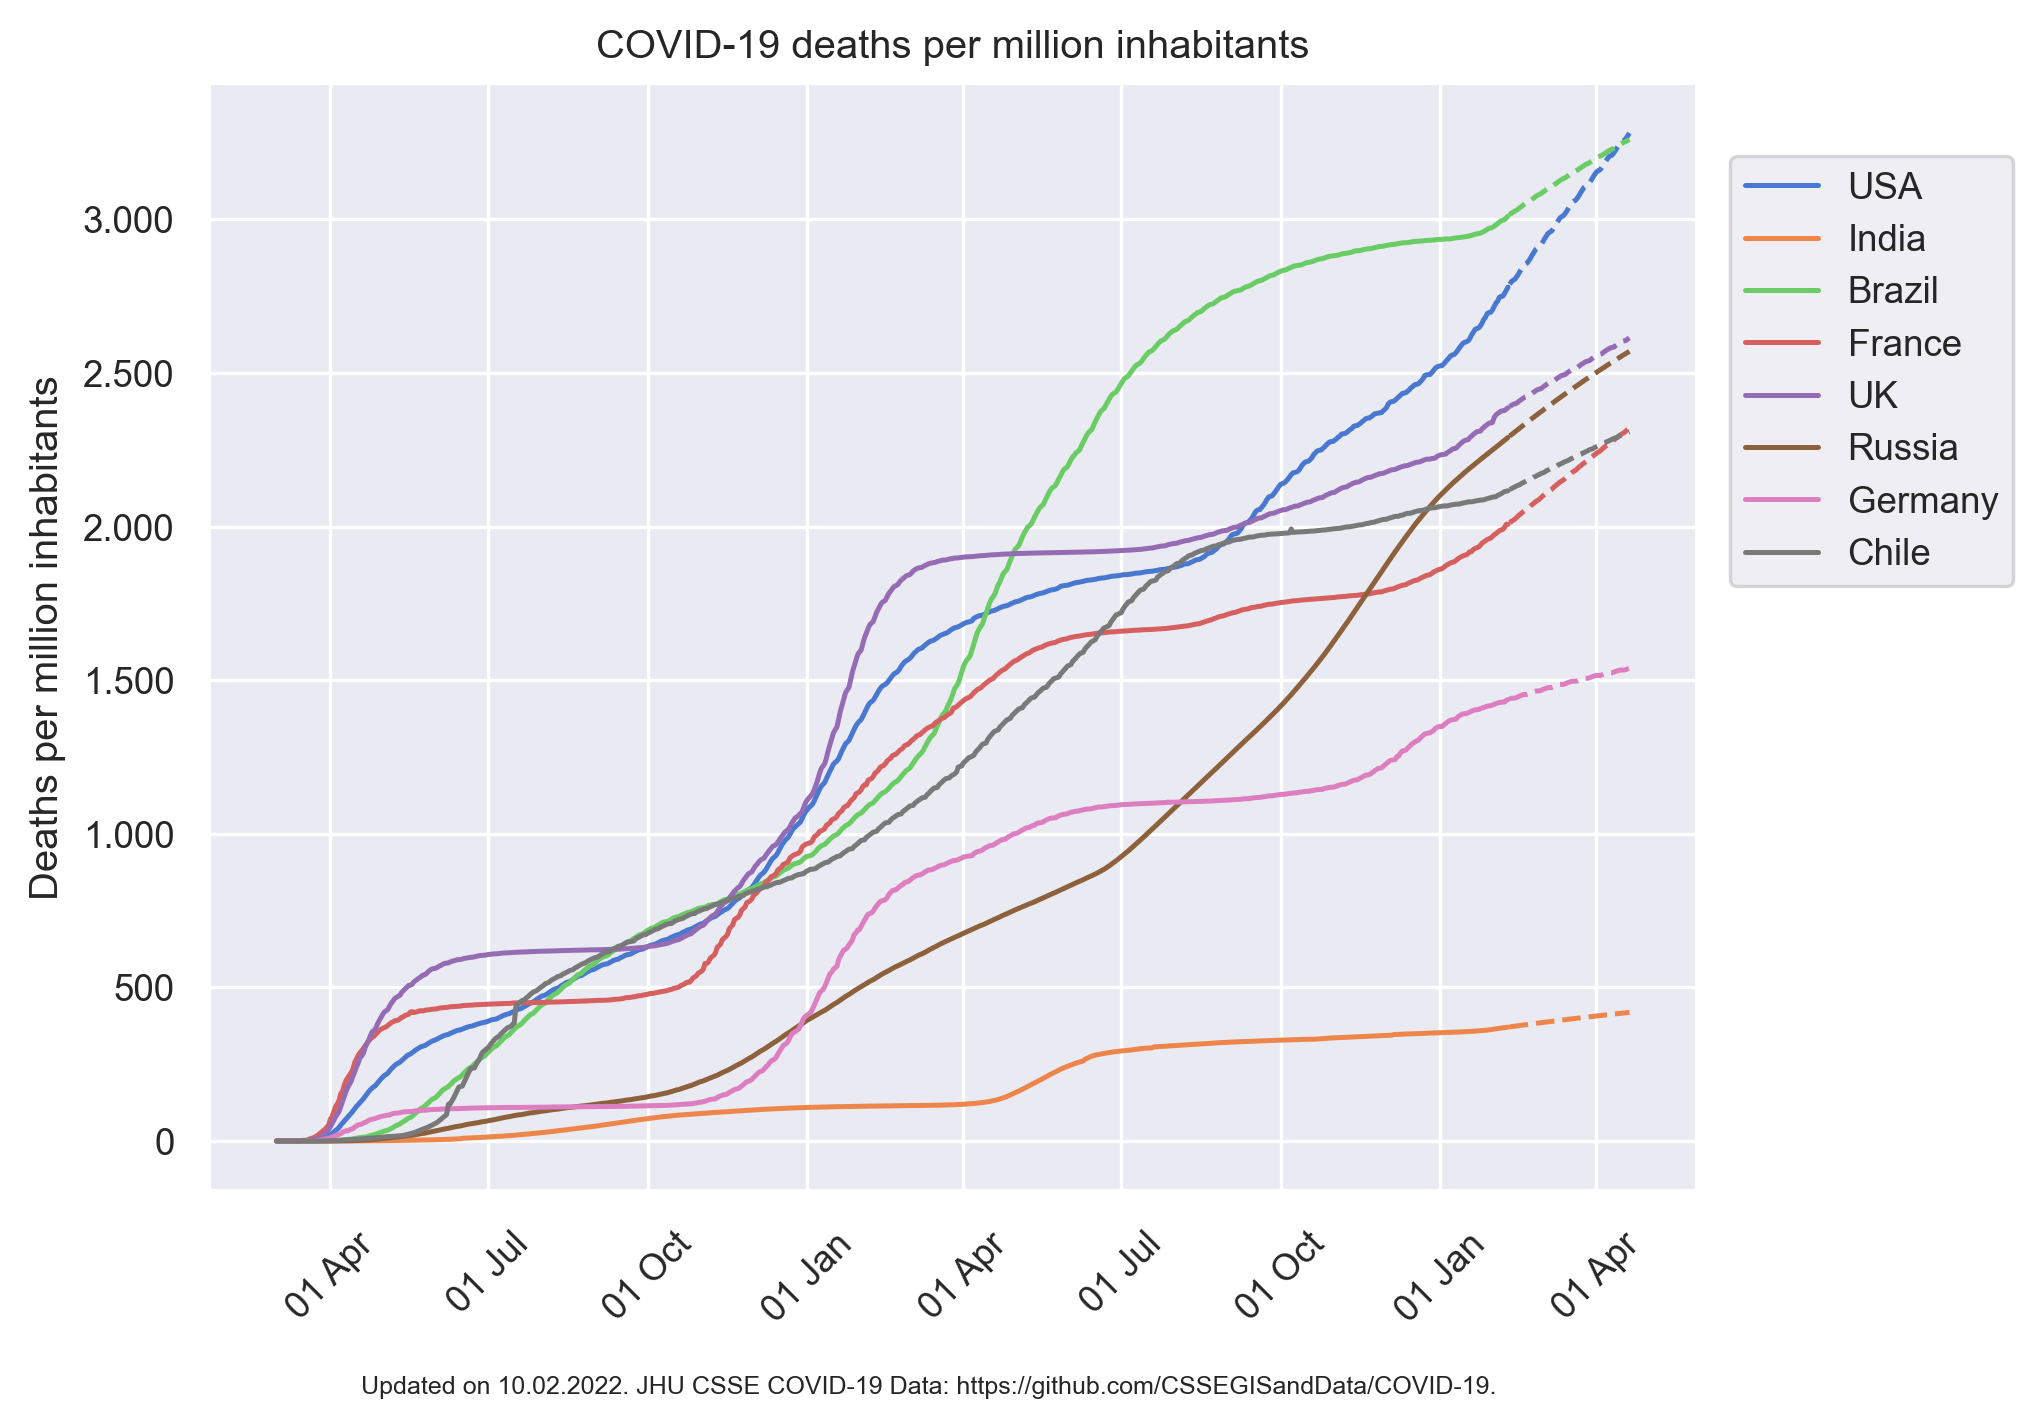 COVID-19 deaths per million inhabitants
Deaths per million inhabitants
3.000
2.500
2.000
1.500
1.000
500
0
01 Apr
01 Jul
01 Oct
01 Jan
01 Apr
01 Jul
01 Oct
01 Jan
01 Apr
USA
India
Brazil
France
UK
Russia
Germany
Chile
Updated on 10.02.2022. JHU CSSE COVID-19 Data: https://github.com/CSSEGISandData/COVID-19.